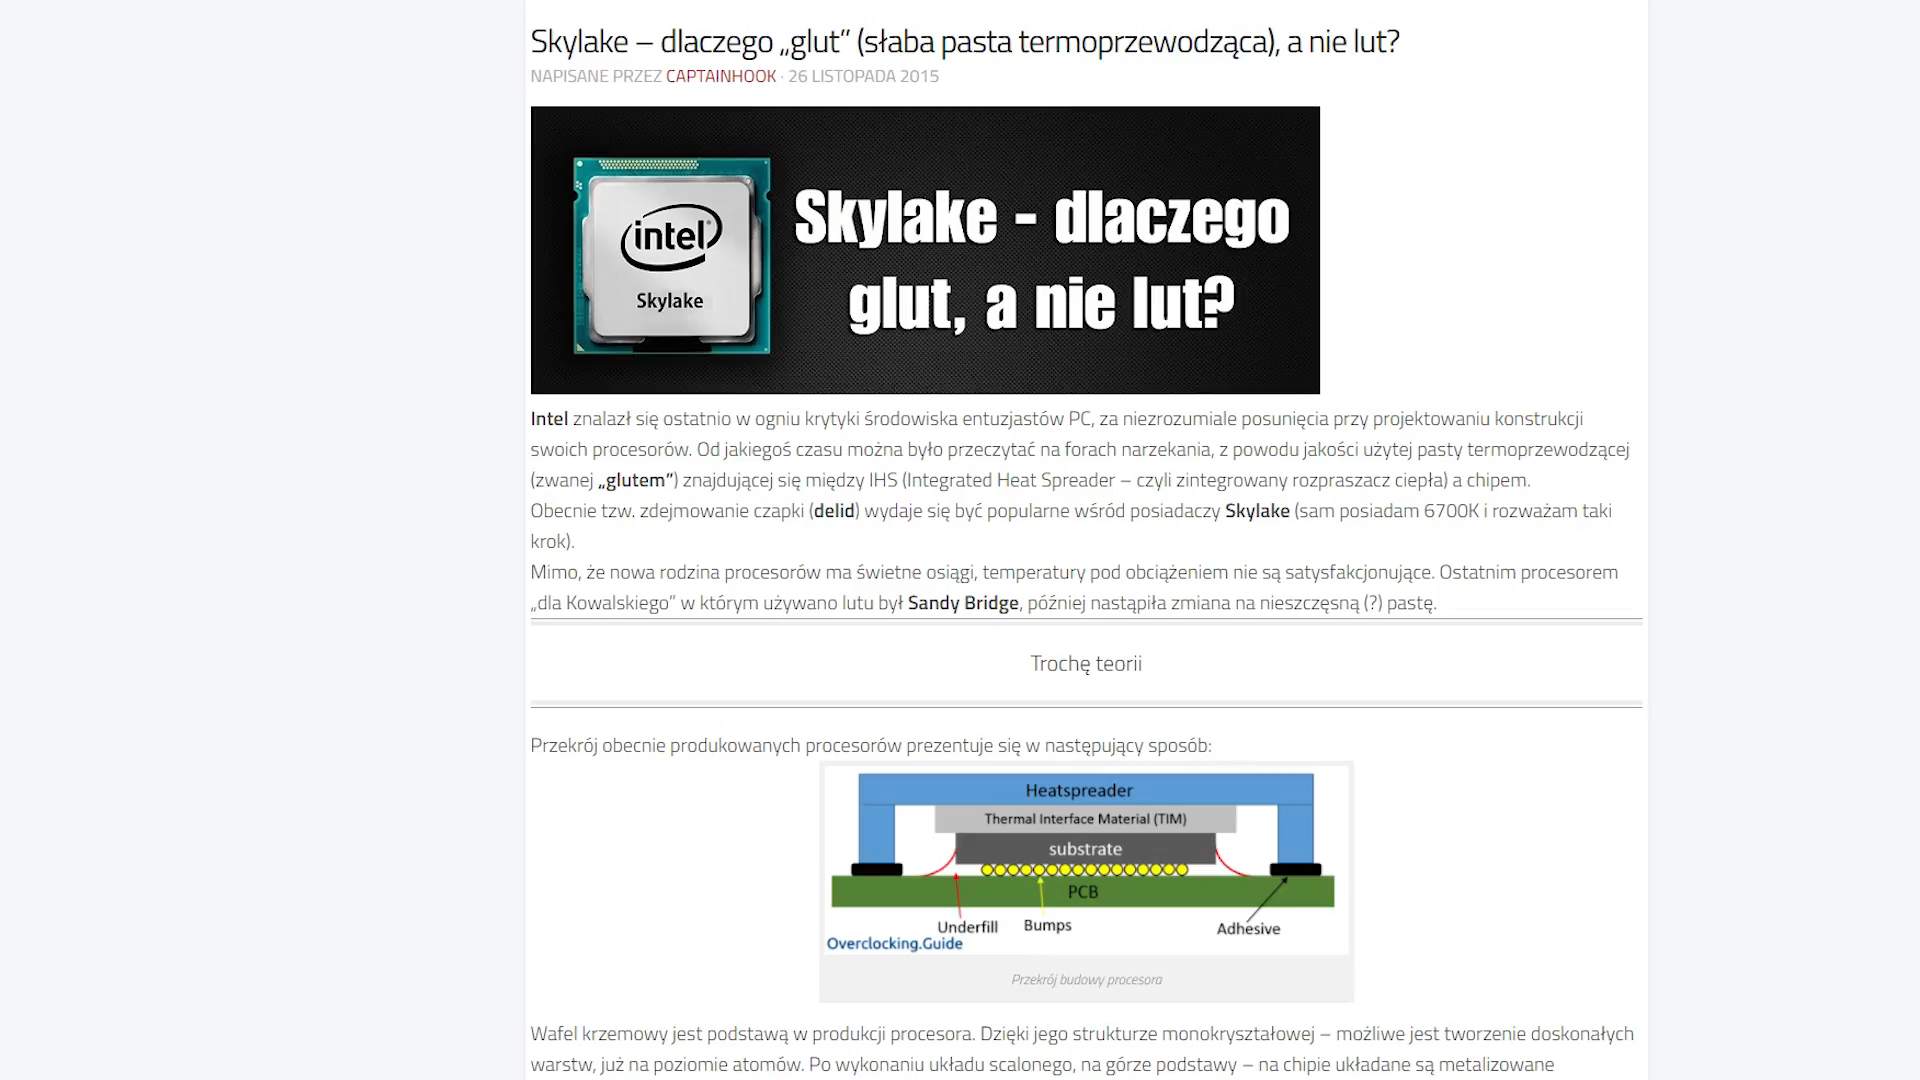 Skylake – dlaczego „glut” (słaba pasta termoprzewodząca), a nie lut?
NAPISANE PRZEZ CAPTAINHOOK · 26 LISTOPADA 2015
intel
Skylake
Skylake - dlaczego
glut, a nie lut?
Intel znalazł się ostatnio w ogniu krytyki środowiska entuzjastów PC, za niezrozumiale posunięcia przy projektowaniu konstrukcji
swoich procesorów. Od jakiegoś czasu można było przeczytać na forach narzekania, z powodu jakości użytej pasty termoprzewodzącej
(zwanej „glutem”) znajdującej się między IHS (Integrated Heat Spreader – czyli zintegrowany rozpraszacz ciepła) a chipem.
Obecnie tzw. zdejmowanie czapki (delid) wydaje się być popularne wśród posiadaczy Skylake (sam posiadam 6700K i rozważam taki
krok).
Mimo, że nowa rodzina procesorów ma świetne osiągi, temperatury pod obciążeniem nie są satysfakcjonujące. Ostatnim procesorem
„dla Kowalskiego” w którym używano lutu był Sandy Bridge, później nastąpiła zmiana na nieszczęsną (?) pastę.
Trochę teorii
Przekrój obecnie produkowanych procesorów prezentuje się w następujący sposób:
Heatspreader
Thermal Interface Material (TIM)
substrate
PCB
Underfill
Bumps
Adhesive
Overclocking.Guide
Przekrój budowy procesora
Wafel krzemowy jest podstawą w produkcji procesora. Dzięki jego strukturze monokryształowej – możliwe jest tworzenie doskonałych
warstw, już na poziomie atomów. Po wykonaniu układu scalonego, na górze podstawy – na chipie układane są metalizowane